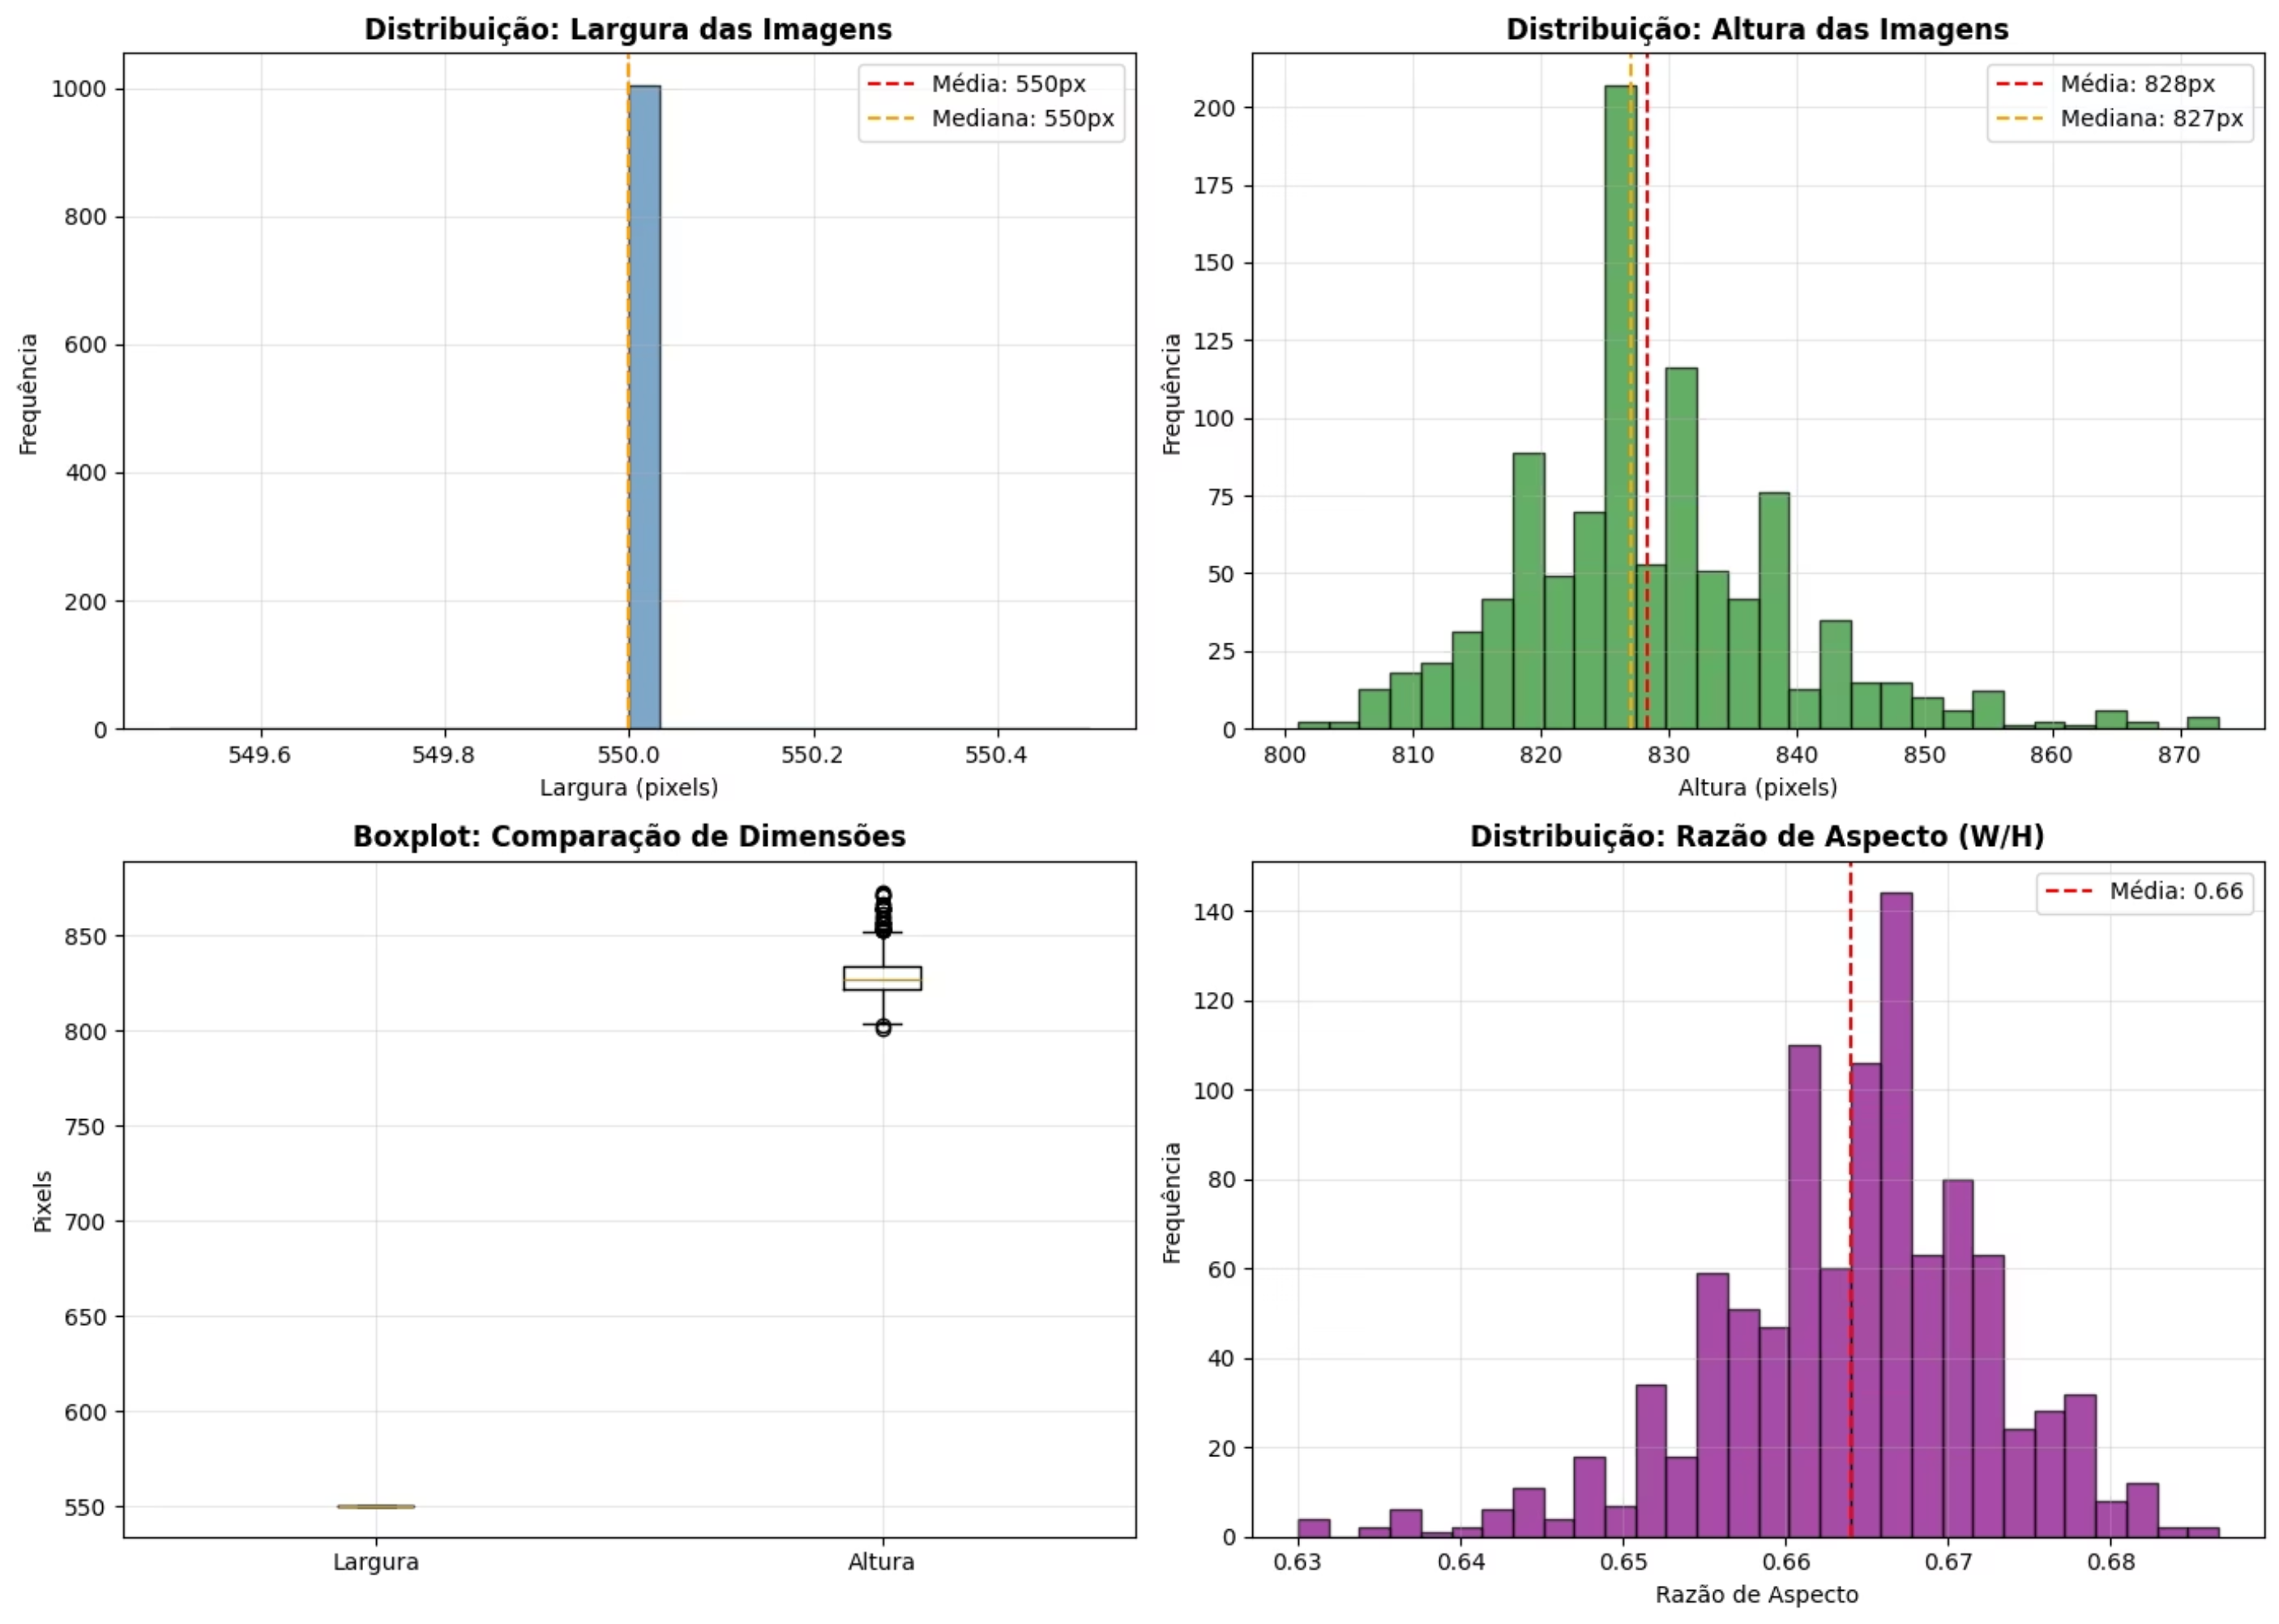 Distribuição: Largura das Imagens
Média: 550px
Mediana: 550px
1000
800
600
400
200
0
Frequência
549.6 549.8 550.0 550.2 550.4
Largura (pixels)
Distribuição: Altura das Imagens
Média: 828px
Mediana: 827px
200
175
150
125
100
75
50
25
0
Frequência
800 810 820 830 840 850 860 870
Altura (pixels)
Boxplot: Comparação de Dimensões
850
800
750
700
650
600
550
Pixels
Largura Altura
Distribuição: Razão de Aspecto (W/H)
Média: 0.66
140
120
100
80
60
40
20
0
Frequência
0.63 0.64 0.65 0.66 0.67 0.68
Razão de Aspecto